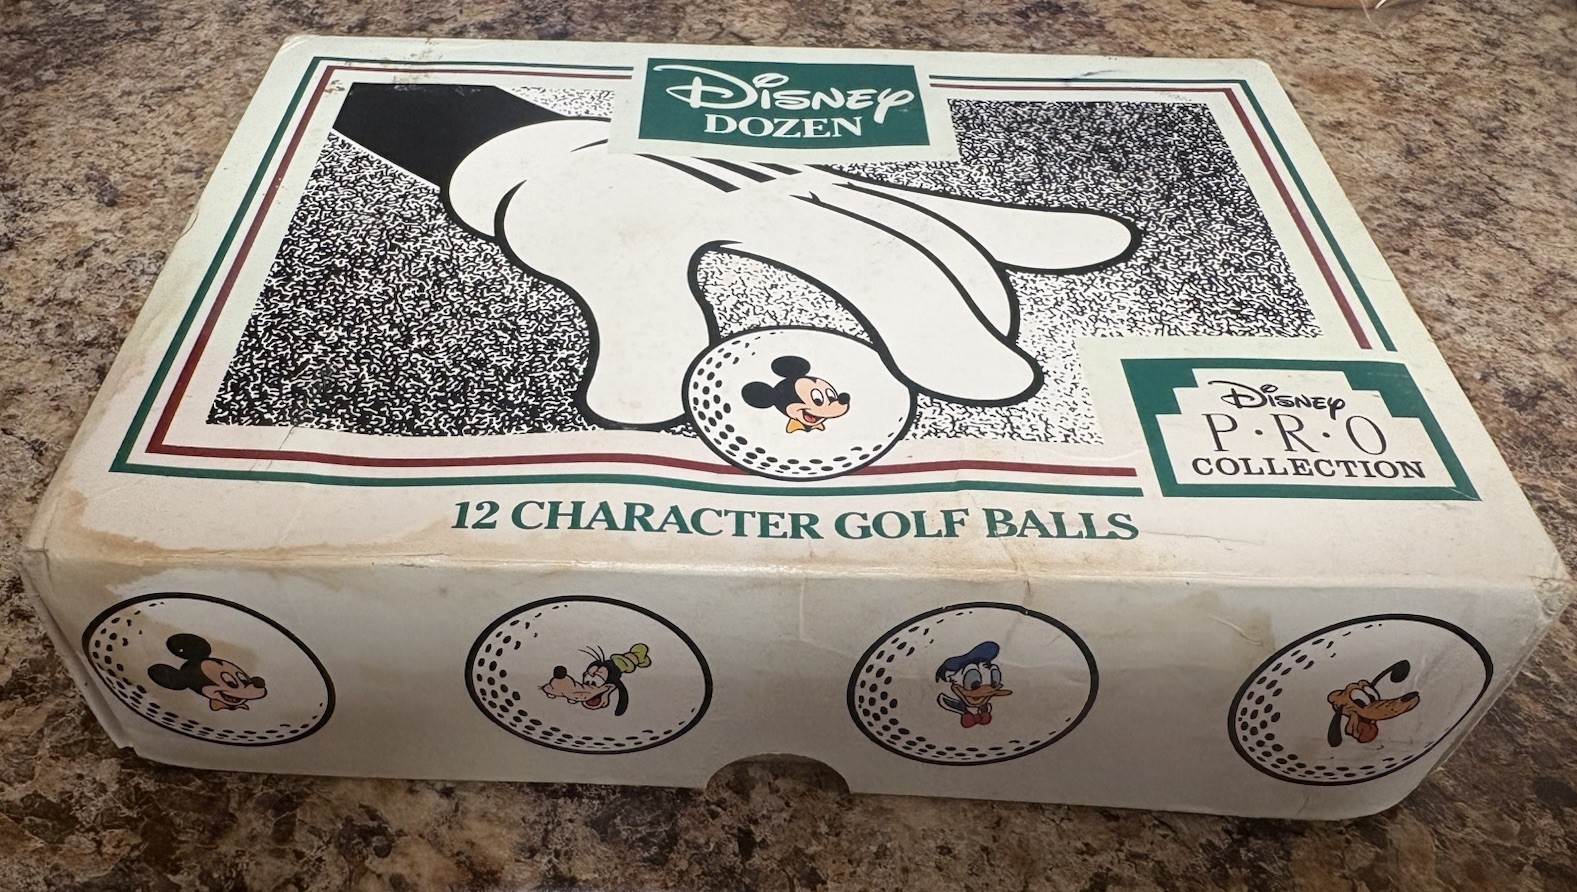 Disney
DOZEN
Disney
P·R·O
COLLECTION
12 CHARACTER GOLF BALLS